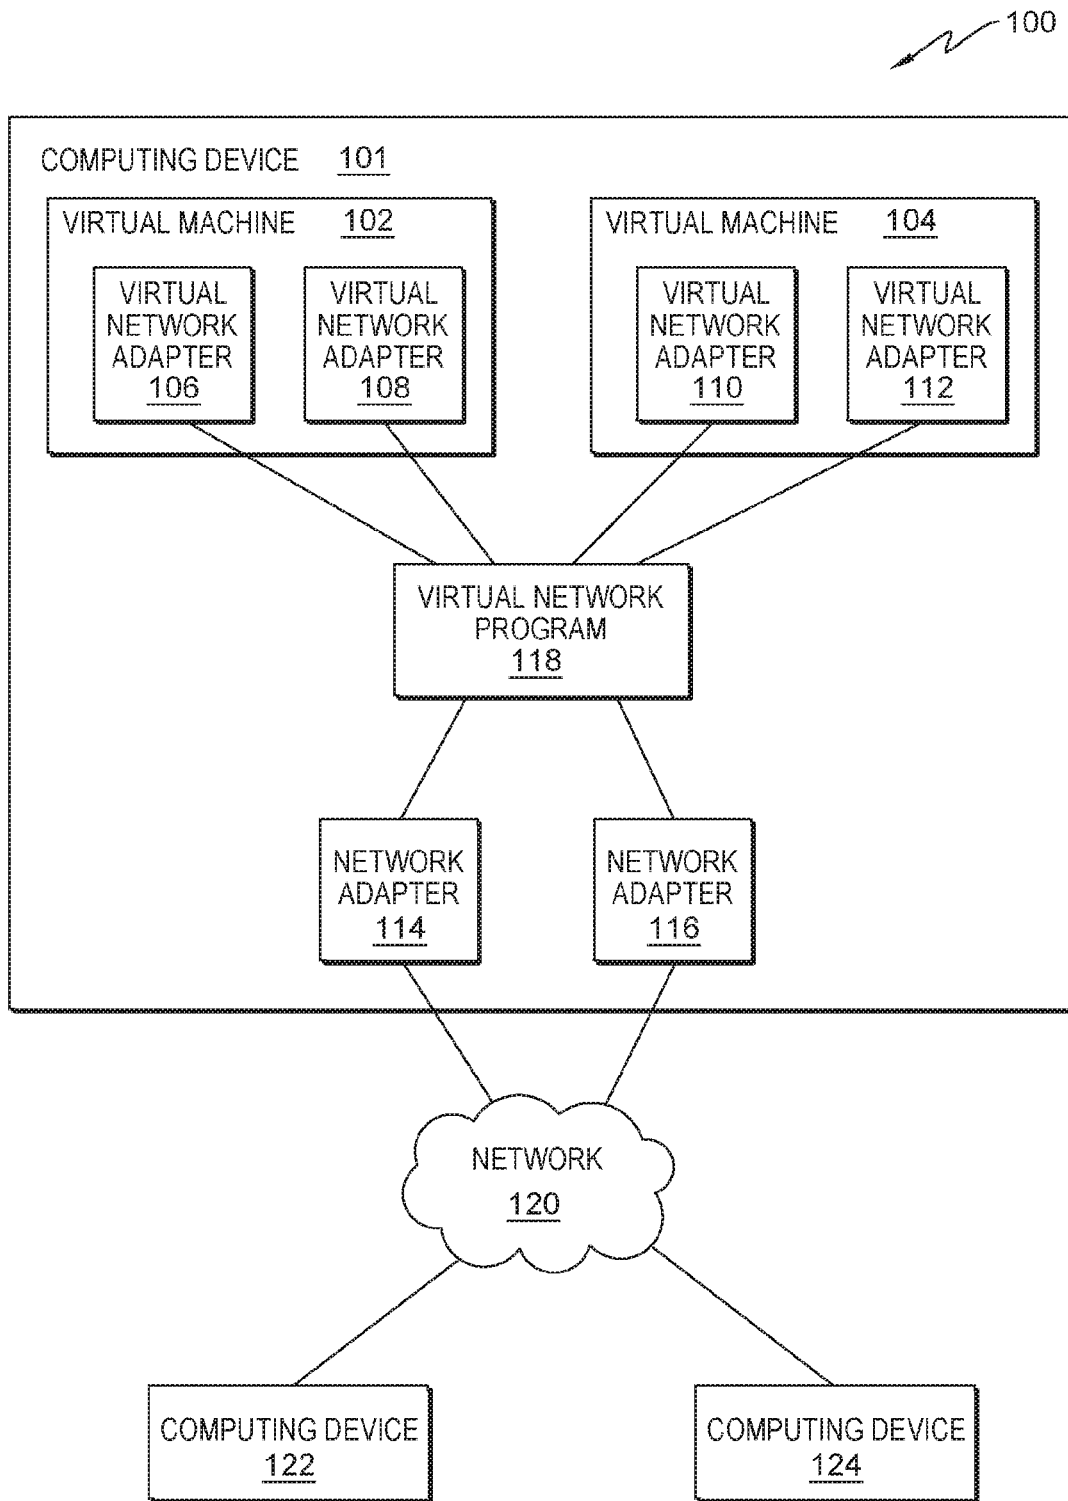 100
COMPUTING DEVICE 101
VIRTUAL MACHINE 102
VIRTUAL
NETWORK
ADAPTER
106
VIRTUAL
NETWORK
ADAPTER
108
VIRTUAL MACHINE 104
VIRTUAL
NETWORK
ADAPTER
110
VIRTUAL
NETWORK
ADAPTER
112
VIRTUAL NETWORK
PROGRAM
118
NETWORK
ADAPTER
114
NETWORK
ADAPTER
116
NETWORK
120
COMPUTING DEVICE
122
COMPUTING DEVICE
124